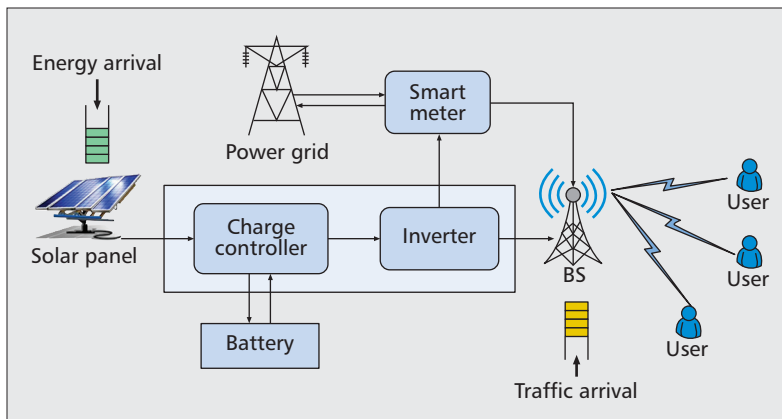 Energy arrival
Power grid
Smart
meter
Solar panel
Charge
controller
Inverter
Battery
BS
Traffic arrival
User
User
User